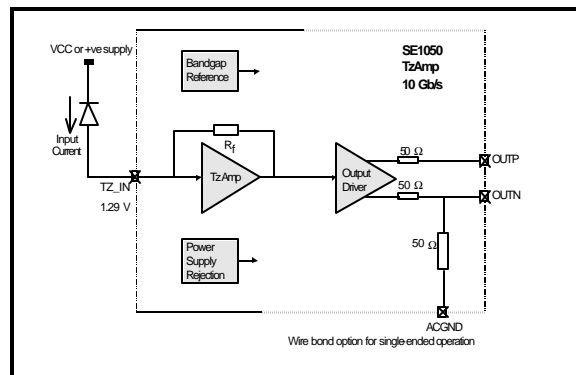 VCC or +ve supply
Input
Current
TZ_IN
1.29 V
Bandgap
Reference
Rf
TzAmp
Power
Supply
Rejection
SE1050
TzAmp
10 Gb/s
Output
Driver
50 Ω
OUTP
50 Ω
OUTN
50 Ω
ACGND
Wire bond option for single-ended operation